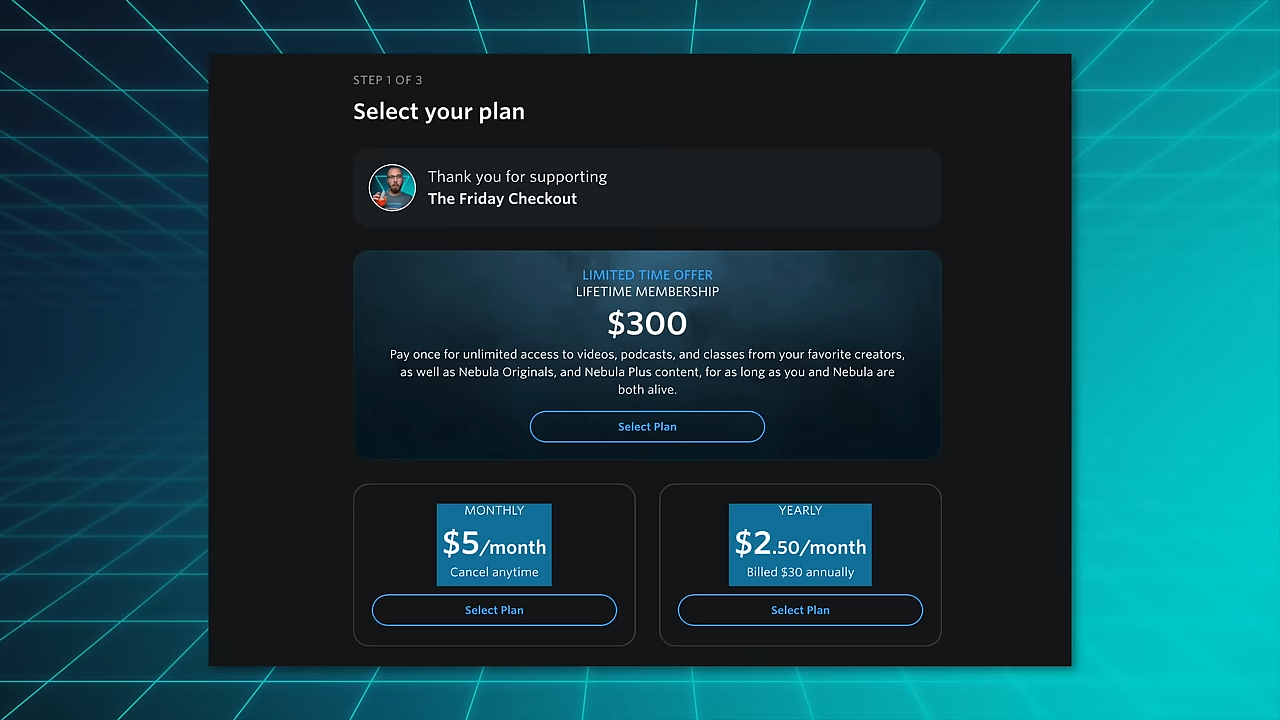 STEP 1 OF 3
Select your plan
Thank you for supporting
The Friday Checkout
LIMITED TIME OFFER
LIFETIME MEMBERSHIP
$300
Pay once for unlimited access to videos, podcasts, and classes from your favorite creators,
as well as Nebula Originals, and Nebula Plus content, for as long as you and Nebula are
both alive.
Select Plan
MONTHLY
$5/month
Cancel anytime
Select Plan
YEARLY
$2.50/month
Billed $30 annually
Select Plan